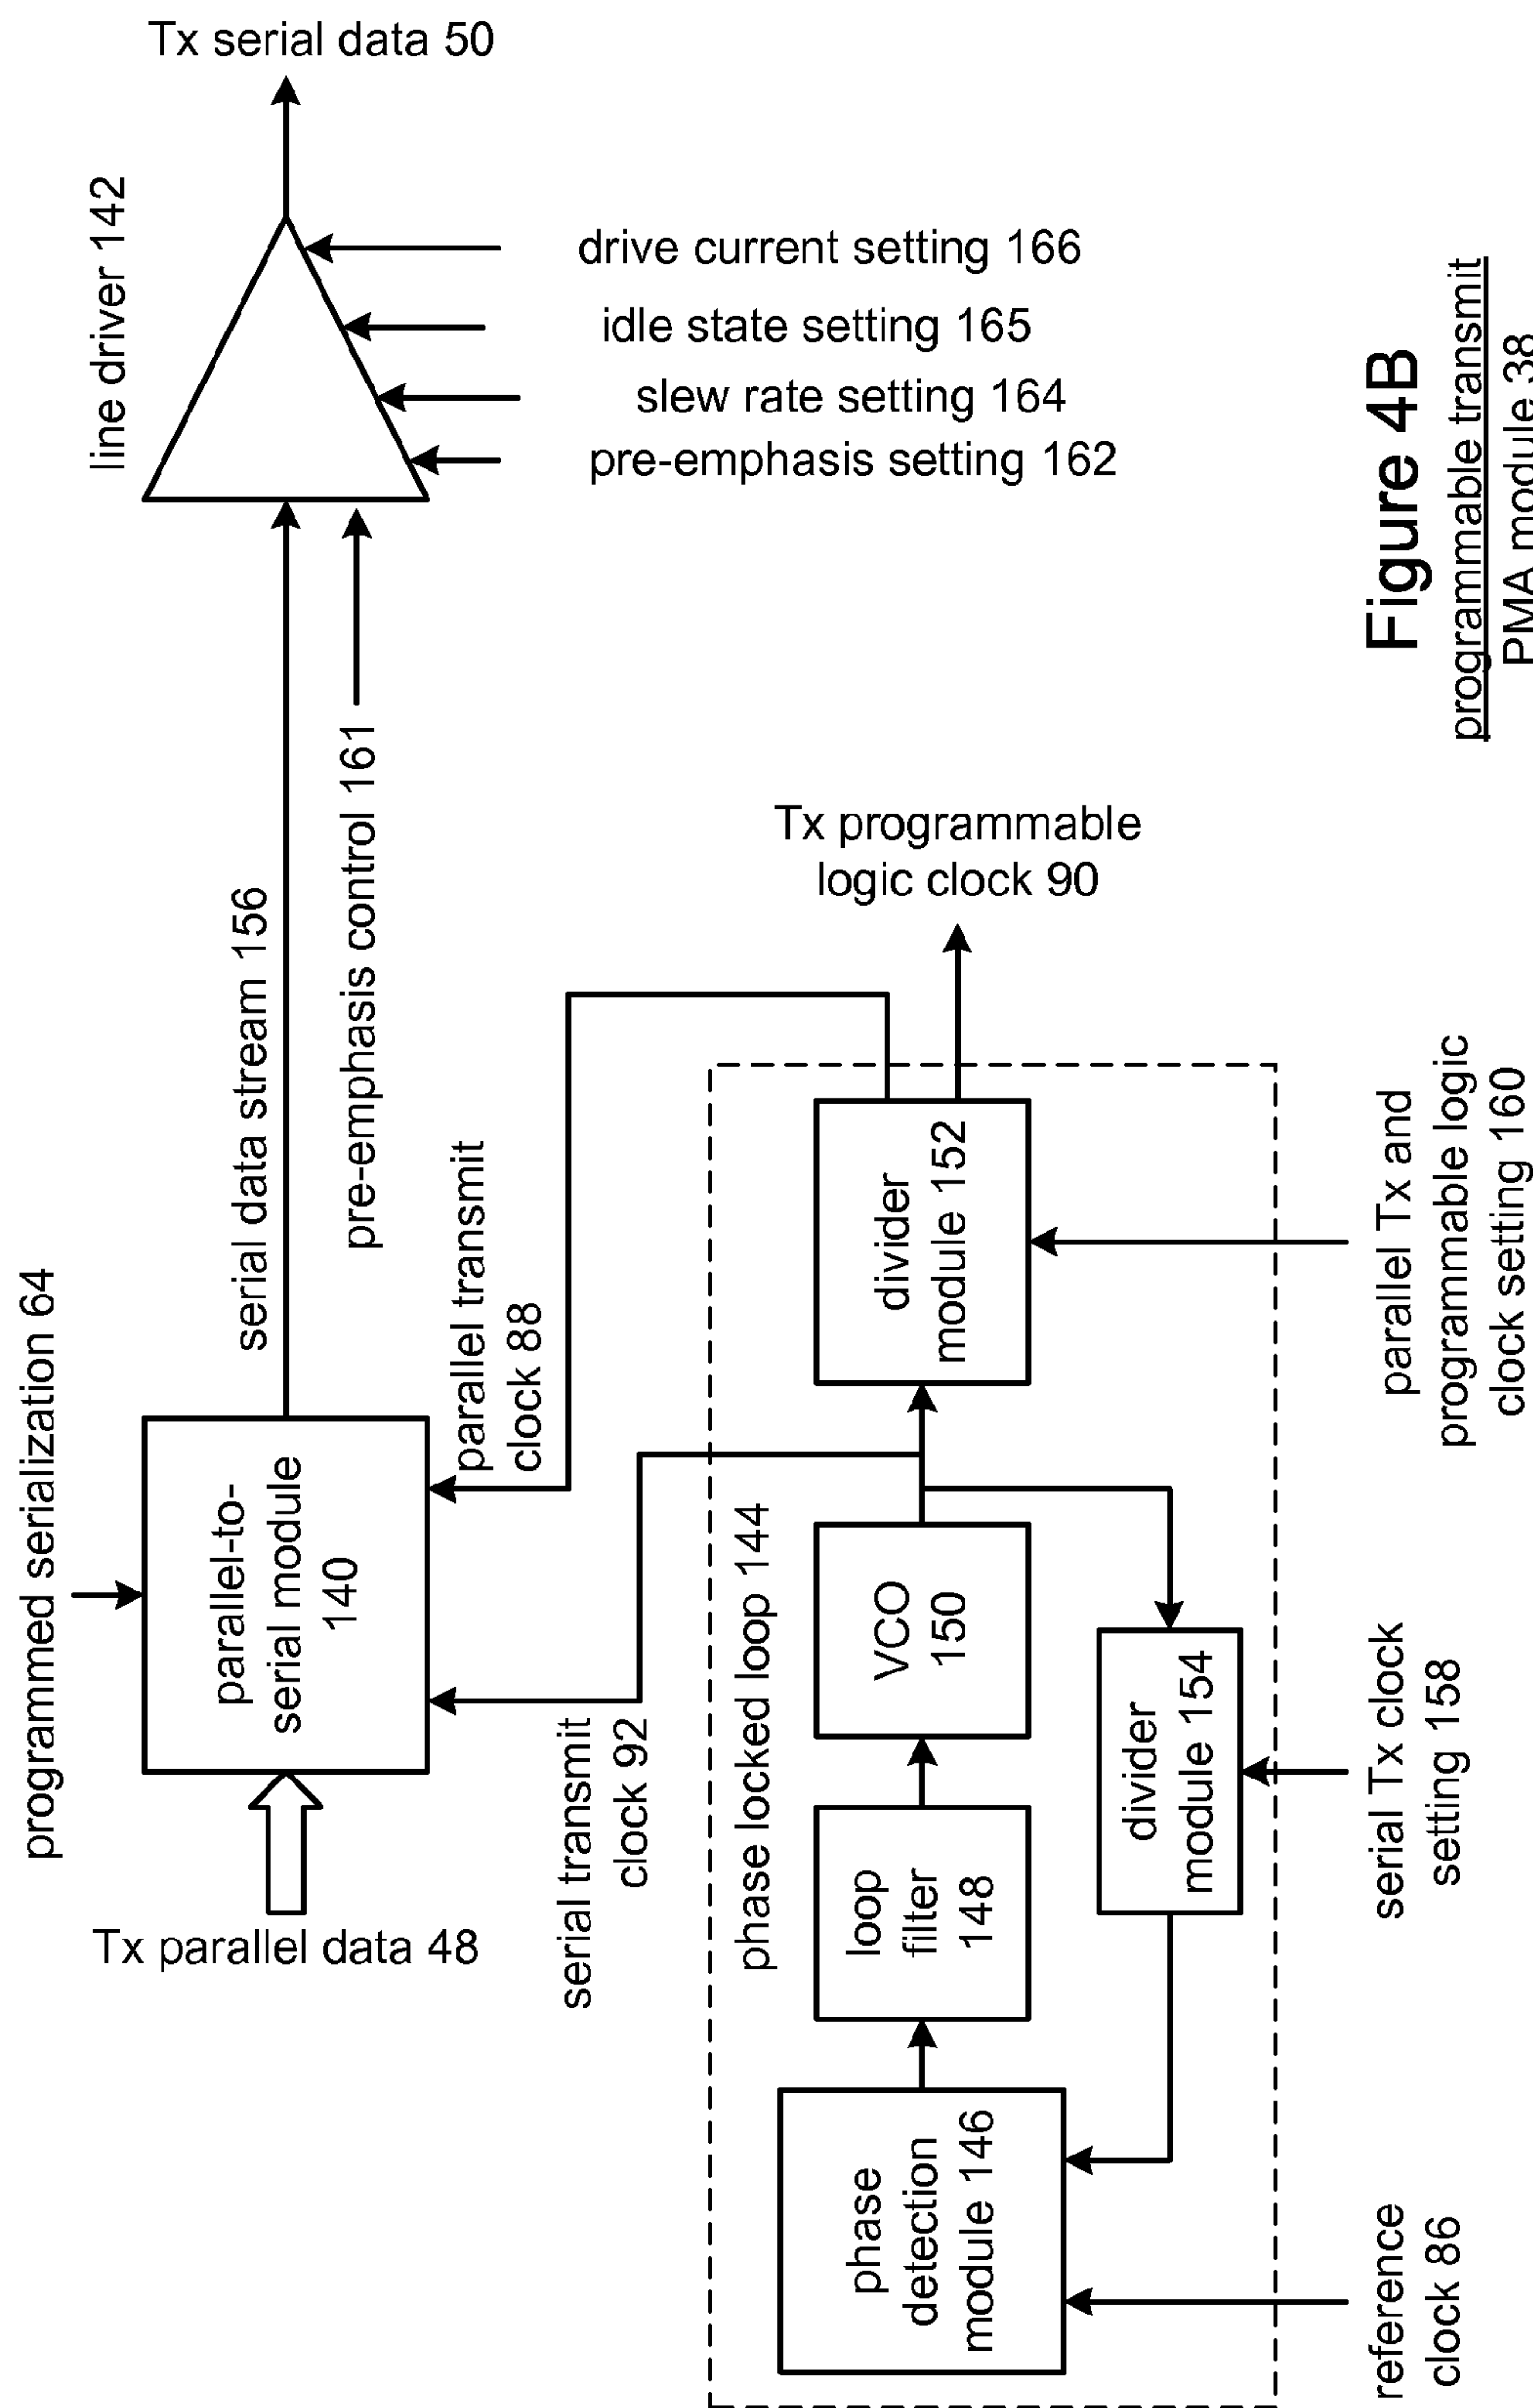 Tx serial data 50
line driver 142
drive current setting 166
idle state setting 165
slew rate setting 164
pre-emphasis setting 162
Figure 4B
programmable transmit
PMA module 38
serial data stream 156
pre-emphasis control 161
Tx programmable
logic clock 90
programmed serialization 64
parallel-to-
serial module
140
parallel transmit
clock 88
serial transmit
clock 92
Tx parallel data 48
phase locked loop 144
divider
module 152
VCO
150
loop
filter
148
phase
detection
module 146
divider
module 154
parallel Tx and
programmable logic
clock setting 160
serial Tx clock
setting 158
reference
clock 86